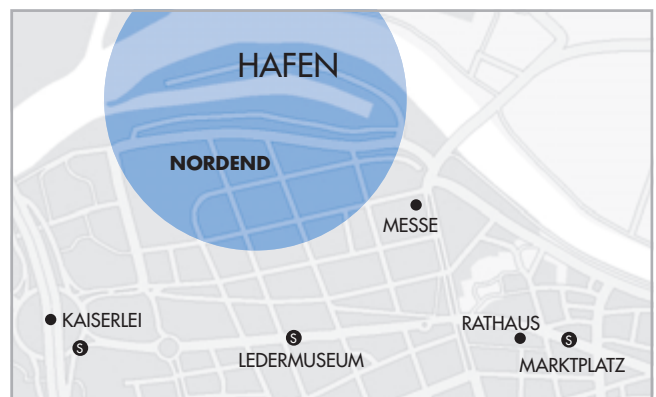 HAFEN
NORDEND
MESSE
KAISERLEI
S
S
LEDERMUSEUM
RATHAUS
S
MARKTPLATZ